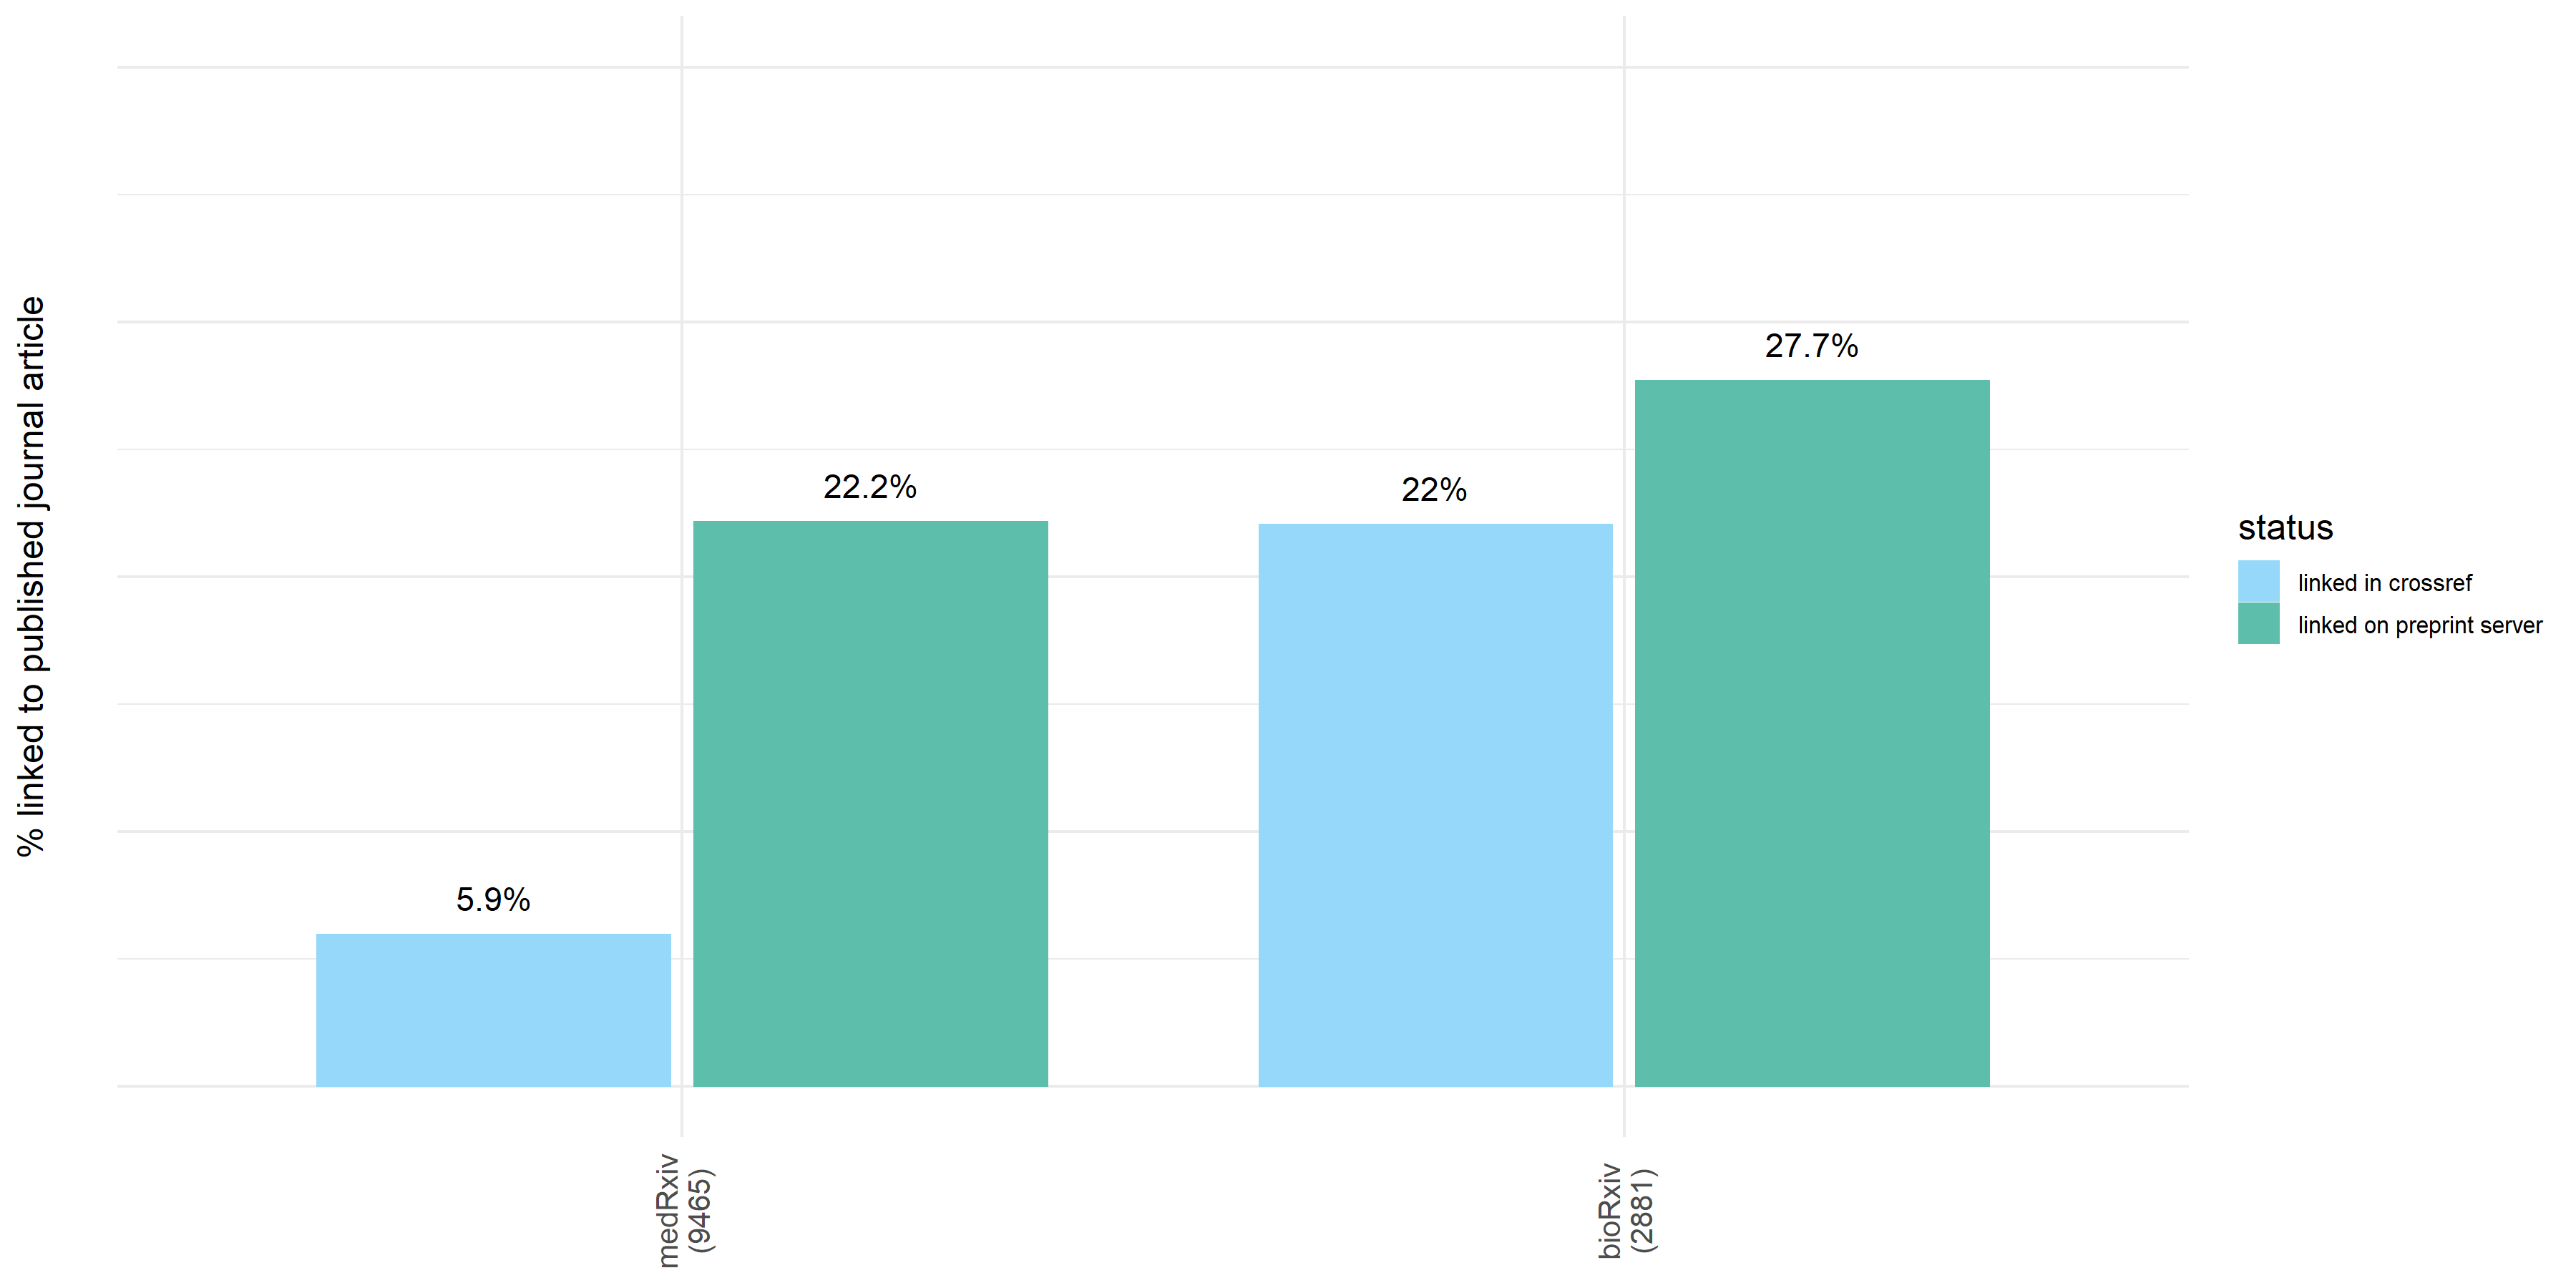 % linked to published journal article
5.9%
22.2%
22%
27.7%
medRxiv
(9465)
bioRxiv
(2881)
status
linked in crossref
linked on preprint server